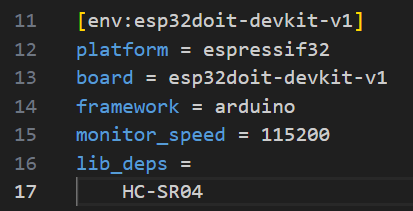 11 [env:esp32doit-devkit-v1]
12 platform = espressif32
13 board = esp32doit-devkit-v1
14 framework = arduino
15 monitor_speed = 115200
16 lib_deps =
17     HC-SR04